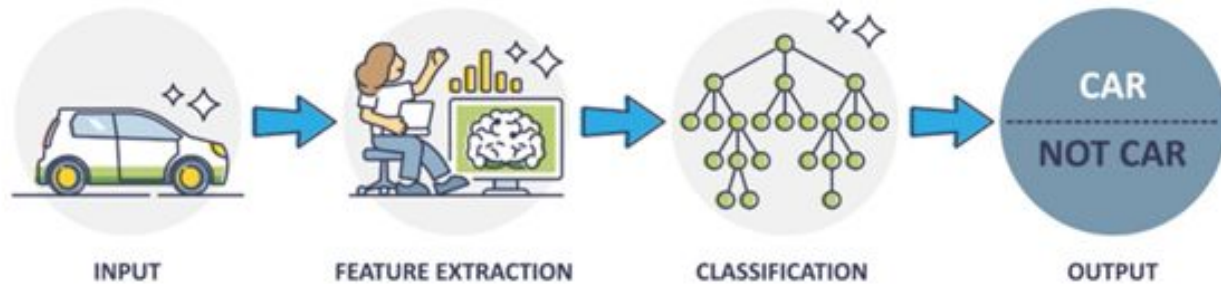 CAR
NOT CAR
INPUT
FEATURE EXTRACTION
CLASSIFICATION
OUTPUT